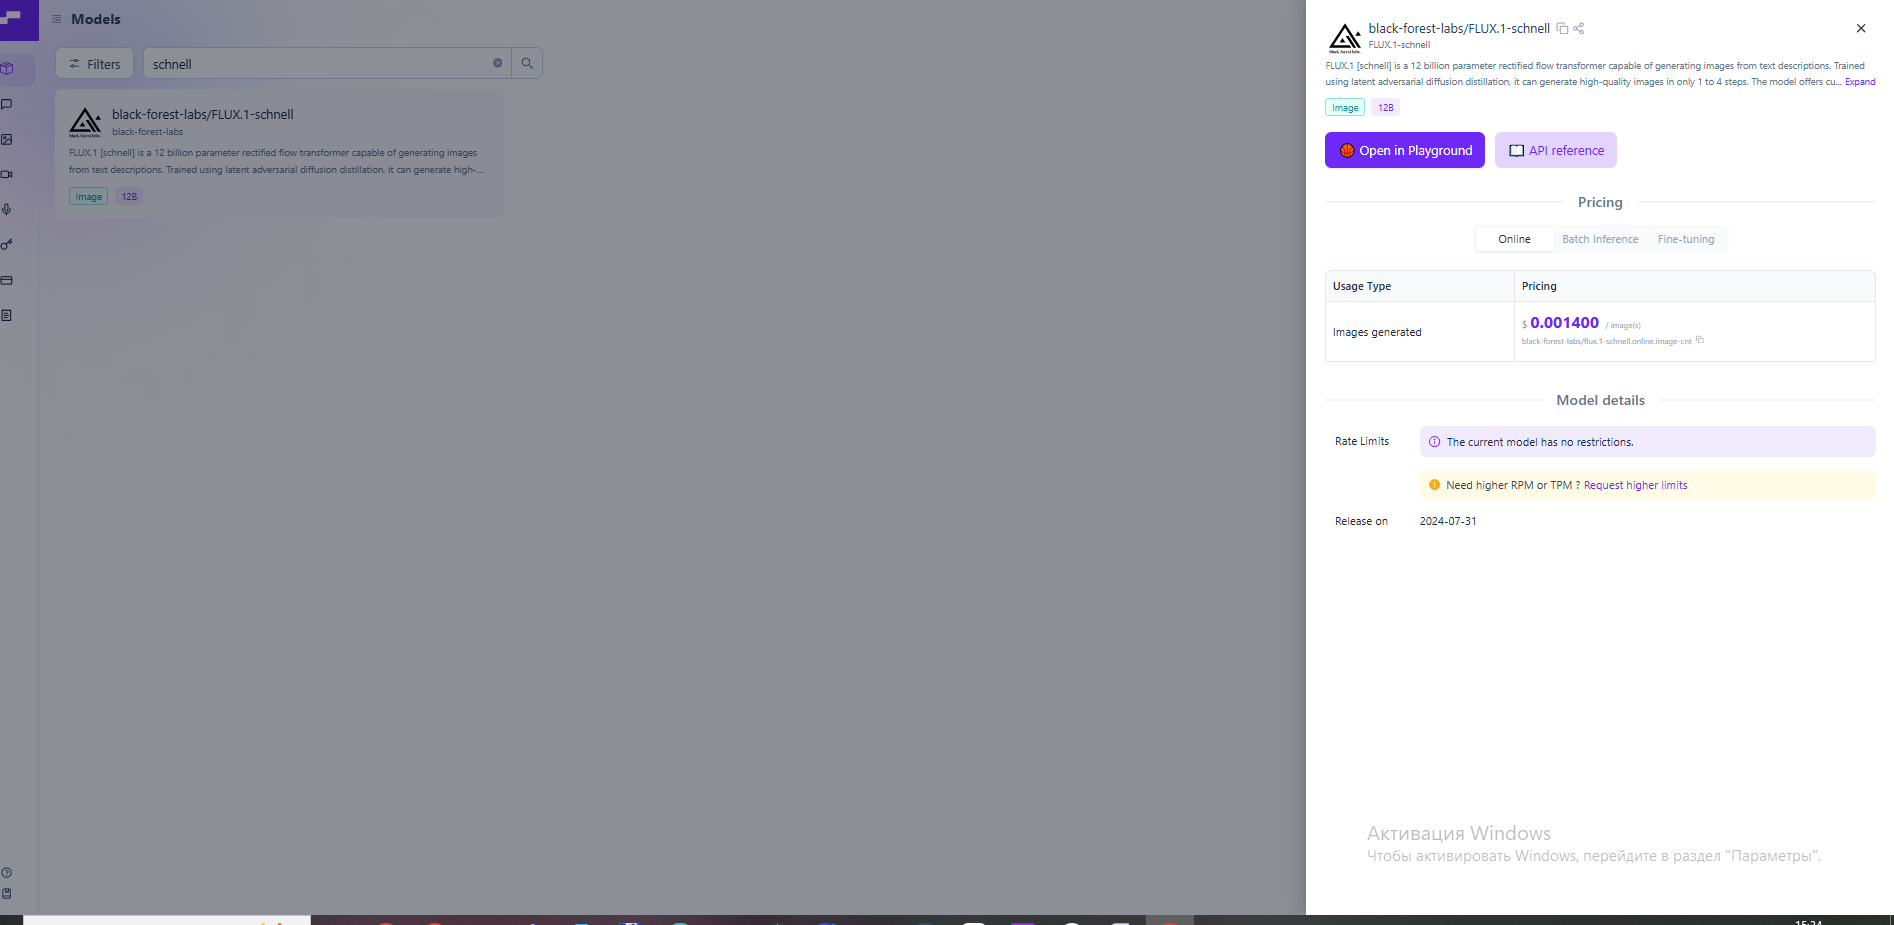 Models
Filters
schnell
black-forest-labs/FLUX.1-schnell
black-forest-labs
FLUX.1 [schnell] is a 12 billion parameter rectified flow transformer capable of generating images
from text descriptions. Trained using latent adversarial diffusion distillation, it can generate high-...
Image 12B
black-forest-labs/FLUX.1-schnell
FLUX.1-schnell
FLUX.1 [schnell] is a 12 billion parameter rectified flow transformer capable of generating images from text descriptions. Trained
using latent adversarial diffusion distillation, it can generate high-quality images in only 1 to 4 steps. The model offers cu... Expand
Image 12B
Open in Playground API reference
Pricing
Online Batch Inference Fine-tuning
Usage Type Pricing
Images generated
$ 0.001400 / image(s)
black-forest-labs/flux.1-schnell.online.image-cnt
Model details
Rate Limits The current model has no restrictions.
Need higher RPM or TPM ? Request higher limits
Release on 2024-07-31
Активация Windows
Чтобы активировать Windows, перейдите в раздел "Параметры".